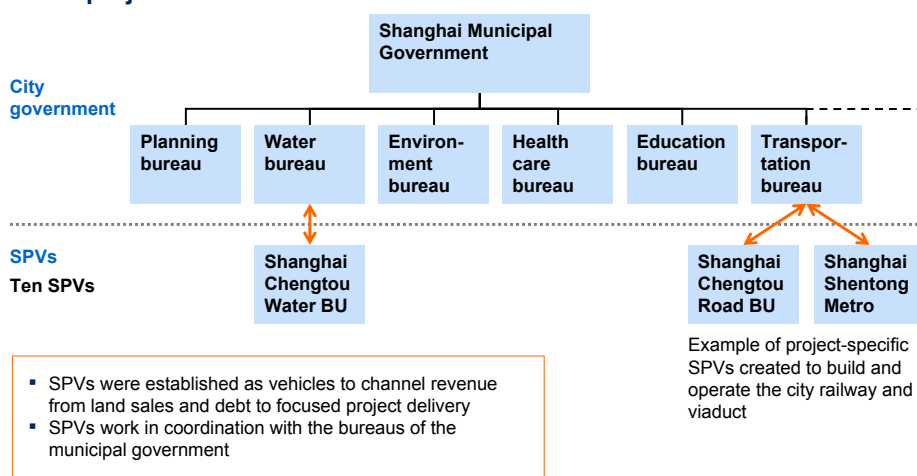 Shanghai Municipal
Government
City
government
Planning
bureau
Water
bureau
Environ-
ment
bureau
Health
care
bureau
Education
bureau
Transpor-
tation
bureau
SPVs
Ten SPVs
Shanghai
Chengtou
Water BU
Shanghai
Chengtou
Road BU
Shanghai
Shentong
Metro
Example of project-specific
SPVs created to build and
operate the city railway and
viaduct
▪ SPVs were established as vehicles to channel revenue
from land sales and debt to focused project delivery
▪ SPVs work in coordination with the bureaus of the
municipal government